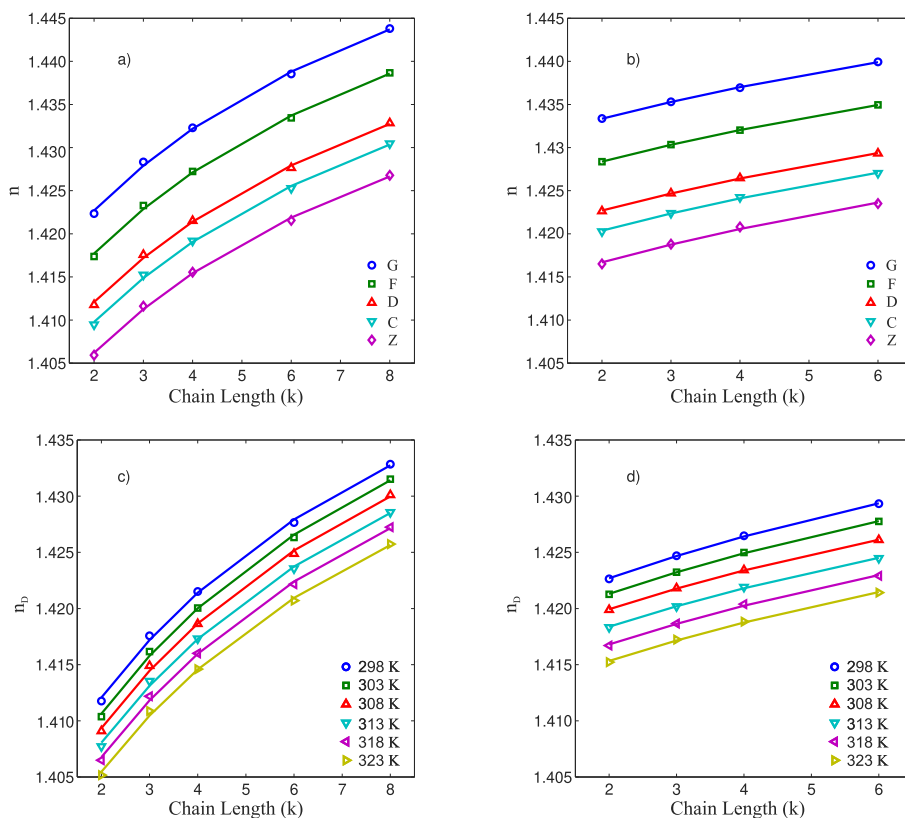 a)
n
1.445
1.440
1.435
1.430
1.425
1.420
1.415
1.410
1.405
G
F
D
C
Z
2 3 4 5 6 7 8
Chain Length (k)
b)
n
1.445
1.440
1.435
1.43
1.425
1.420
1.415
1.410
1.405
G
F
D
C
Z
2 3 4 5 6
Chain Length (k)
c)
n_D
1.435
1.430
1.425
1.420
1.415
1.410
1.405
298 K
303 K
308 K
313 K
318 K
323 K
2 3 4 5 6 7 8
Chain Length (k)
d)
n_D
1.435
1.430
1.425
1.420
1.415
1.410
1.405
298 K
303 K
308 K
313 K
318 K
323 K
2 3 4 5 6
Chain Length (k)